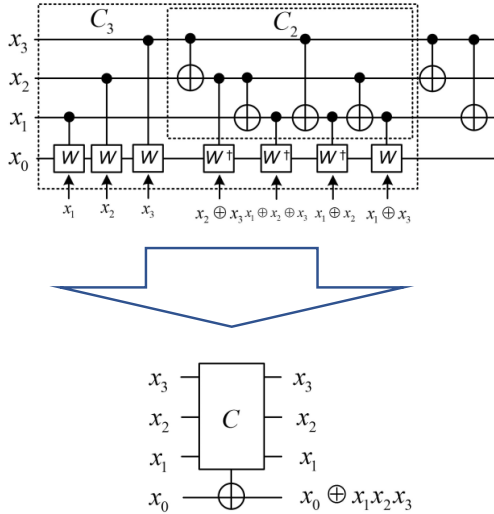 C₃ C₂
x₃
x₂
x₁
x₀ W W W W† W† W† W
x₁ x₂ x₃ x₂ ⊕ x₃ x₁ ⊕ x₂ ⊕ x₃ x₁ ⊕ x₂ x₁ ⊕ x₃
x₃ x₃
x₂ C x₂
x₁ x₁
x₀ x₀ ⊕ x₁x₂x₃